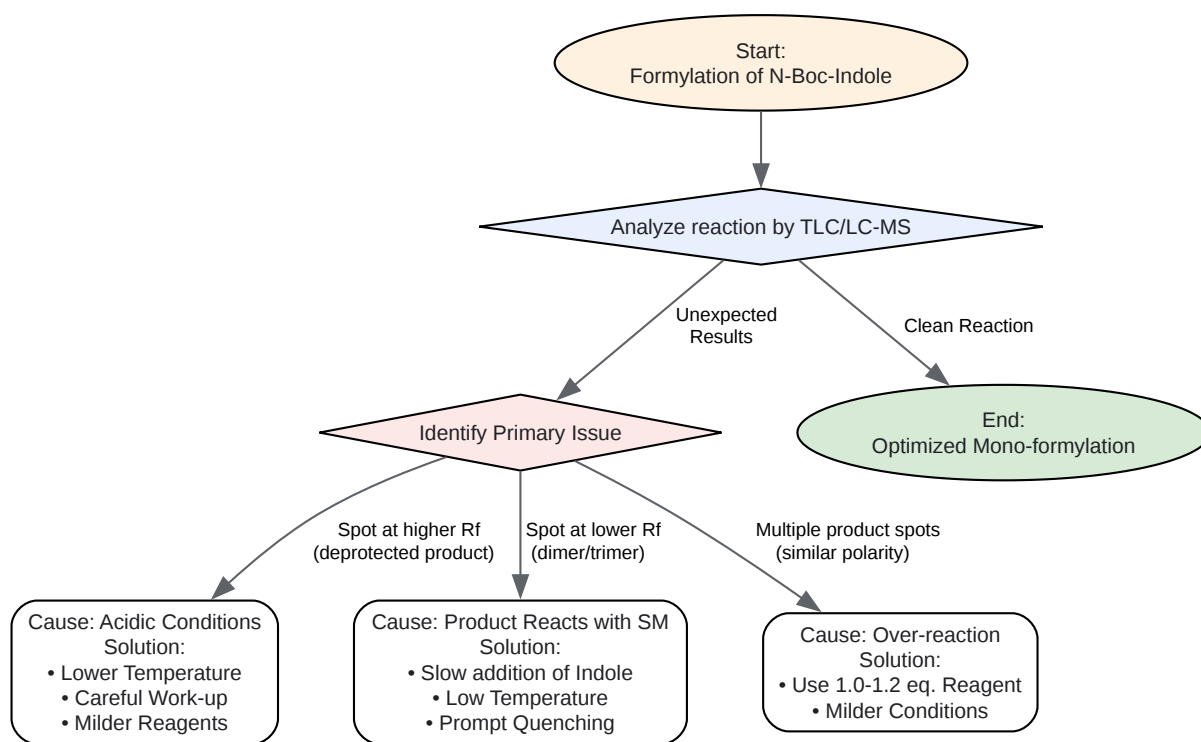 Start:
Formylation of N-Boc-Indole
Analyze reaction by TLC/LC-MS
Unexpected
Results
Clean Reaction
Identify Primary Issue
End:
Optimized Mono-formylation
Spot at higher Rf
(deprotected product)
Spot at lower Rf
(dimer/trimer)
Multiple product spots
(similar polarity)
Cause: Acidic Conditions
Solution:
• Lower Temperature
• Careful Work-up
• Milder Reagents
Cause: Product Reacts with SM
Solution:
• Slow addition of Indole
• Low Temperature
• Prompt Quenching
Cause: Over-reaction
Solution:
• Use 1.0-1.2 eq. Reagent
• Milder Conditions